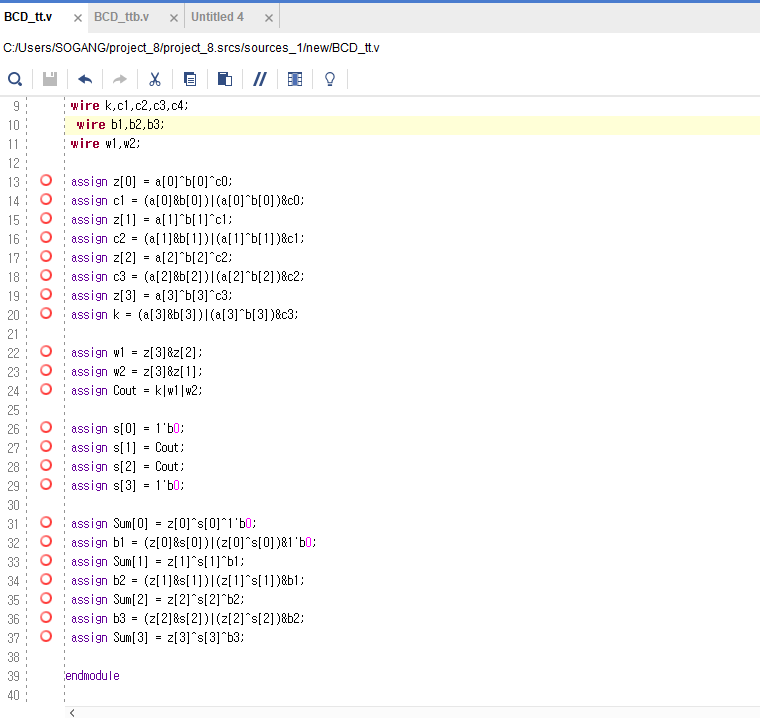 BCD_tt.v × BCD_ttb.v × Untitled 4 ×
C:/Users/SOGANG/project_8/project_8.srcs/sources_1/new/BCD_tt.v
9 wire k,c1,c2,c3,c4;
10 wire b1,b2,b3;
11 wire w1,w2;
12
13 assign z[0] = a[0]^b[0]^c0;
14 assign c1 = (a[0]&b[0])|(a[0]^b[0])&c0;
15 assign z[1] = a[1]^b[1]^c1;
16 assign c2 = (a[1]&b[1])|(a[1]^b[1])&c1;
17 assign z[2] = a[2]^b[2]^c2;
18 assign c3 = (a[2]&b[2])|(a[2]^b[2])&c2;
19 assign z[3] = a[3]^b[3]^c3;
20 assign k = (a[3]&b[3])|(a[3]^b[3])&c3;
21
22 assign w1 = z[3]&z[2];
23 assign w2 = z[3]&z[1];
24 assign Cout = k|w1|w2;
25
26 assign s[0] = 1'b0;
27 assign s[1] = Cout;
28 assign s[2] = Cout;
29 assign s[3] = 1'b0;
30
31 assign Sum[0] = z[0]^s[0]^1'b0;
32 assign b1 = (z[0]&s[0])|(z[0]^s[0])&1'b0;
33 assign Sum[1] = z[1]^s[1]^b1;
34 assign b2 = (z[1]&s[1])|(z[1]^s[1])&b1;
35 assign Sum[2] = z[2]^s[2]^b2;
36 assign b3 = (z[2]&s[2])|(z[2]^s[2])&b2;
37 assign Sum[3] = z[3]^s[3]^b3;
38
39 endmodule
40